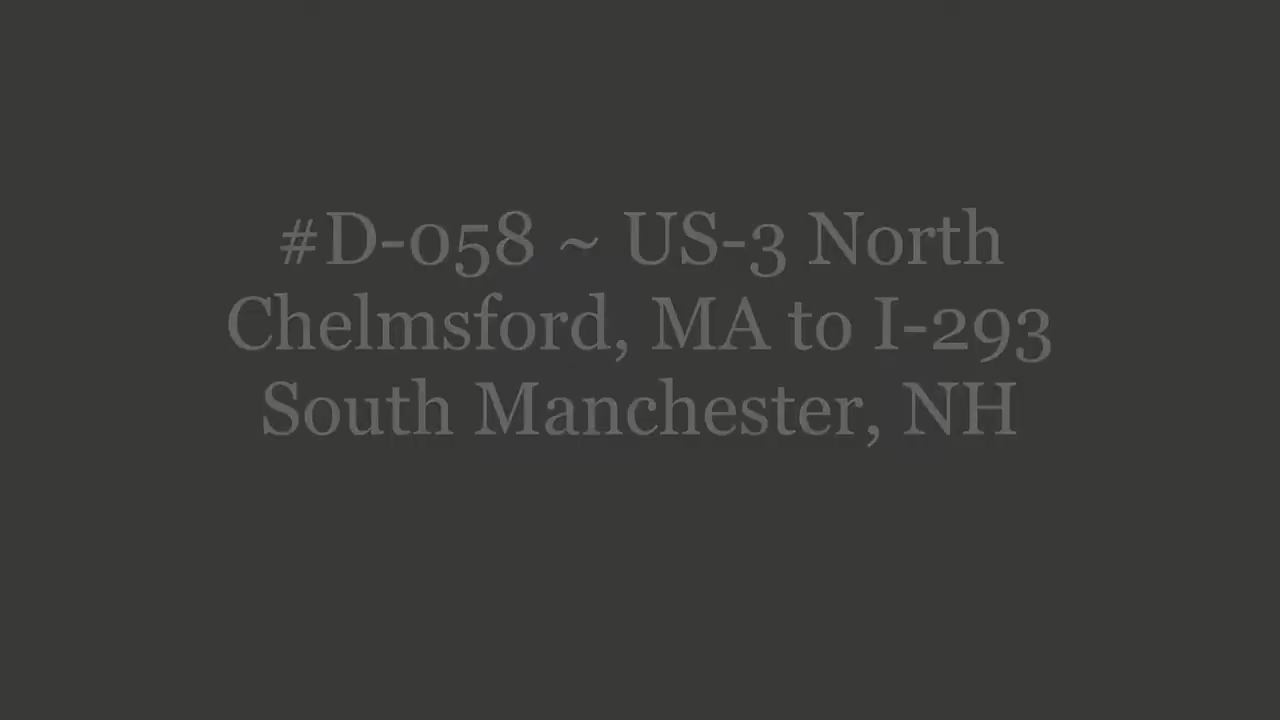 #D-058 ~ US-3 North
Chelmsford, MA to I-293
South Manchester, NH